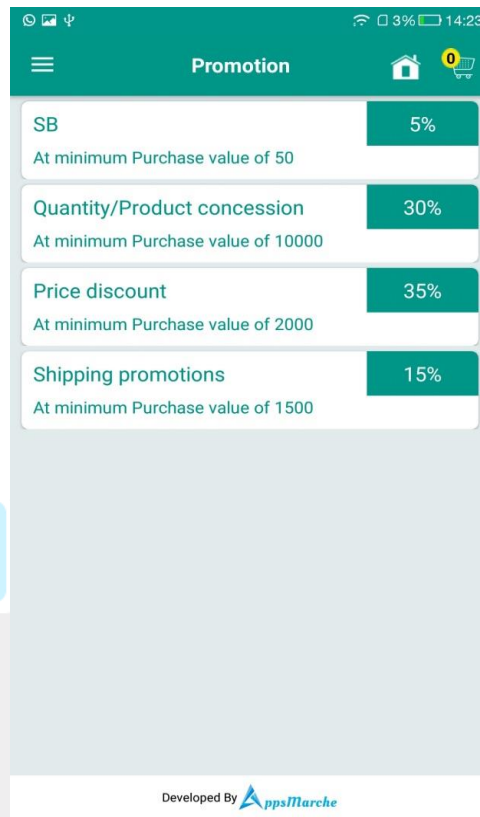 3% 14:23
Promotion
0
SB
5%
At minimum Purchase value of 50
Quantity/Product concession
30%
At minimum Purchase value of 10000
Price discount
35%
At minimum Purchase value of 2000
Shipping promotions
15%
At minimum Purchase value of 1500
Developed By AppsMarche